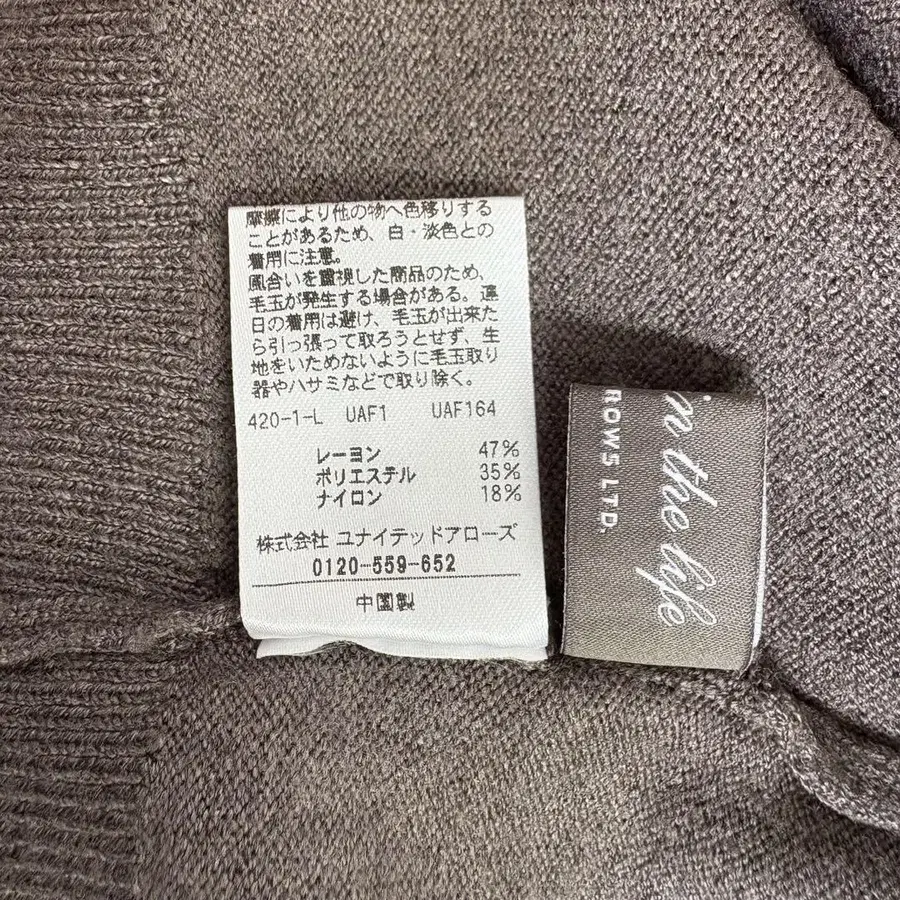 摩擦により他の物へ色移りする
ことがあるため、白・淡色との
着用に注意。
風合いを重視した商品のため、
毛玉が発生する場合がある。連
日の着用は避け、毛玉が出来た
ら引っ張って取ろうとせず、生
地をいためないように毛玉取り
器やハサミなどで取り除く。
420-1-L UAF1 UAF164
レーヨン 47%
ポリエステル 35%
ナイロン 18%
株式会社 ユナイテッドアローズ
0120-559-652
中国製
in the life
ROWS LTD.